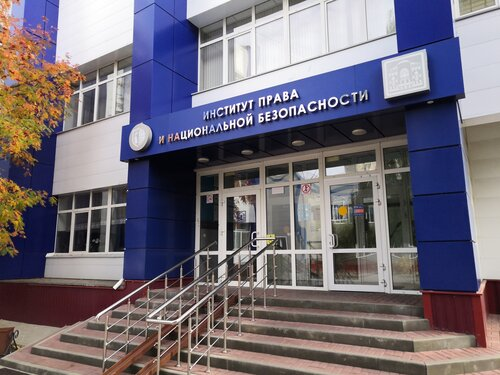 ИНСТИТУТ ПРАВА
И НАЦИОНАЛЬНОЙ БЕЗОПАСНОСТИ